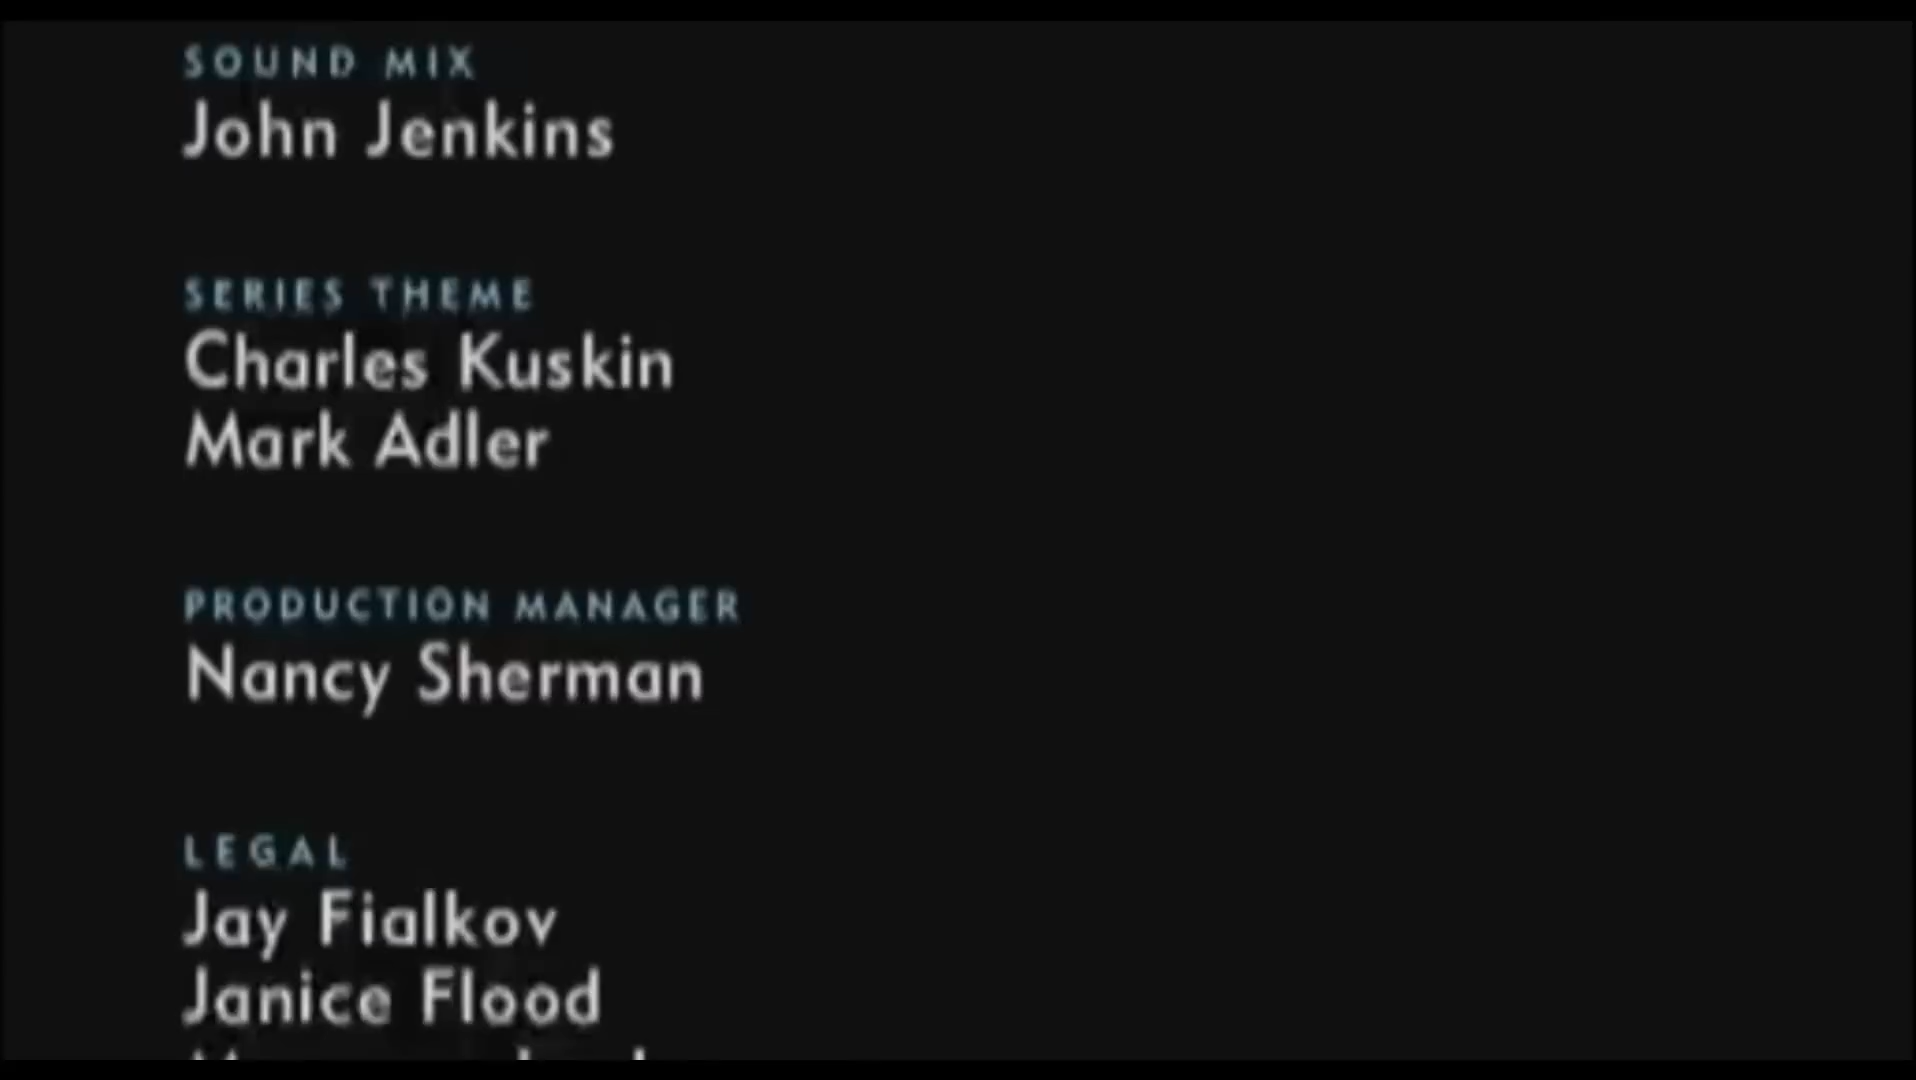 SOUND MIX
John Jenkins
SERIES THEME
Charles Kuskin
Mark Adler
PRODUCTION MANAGER
Nancy Sherman
LEGAL
Jay Fialkov
Janice Flood